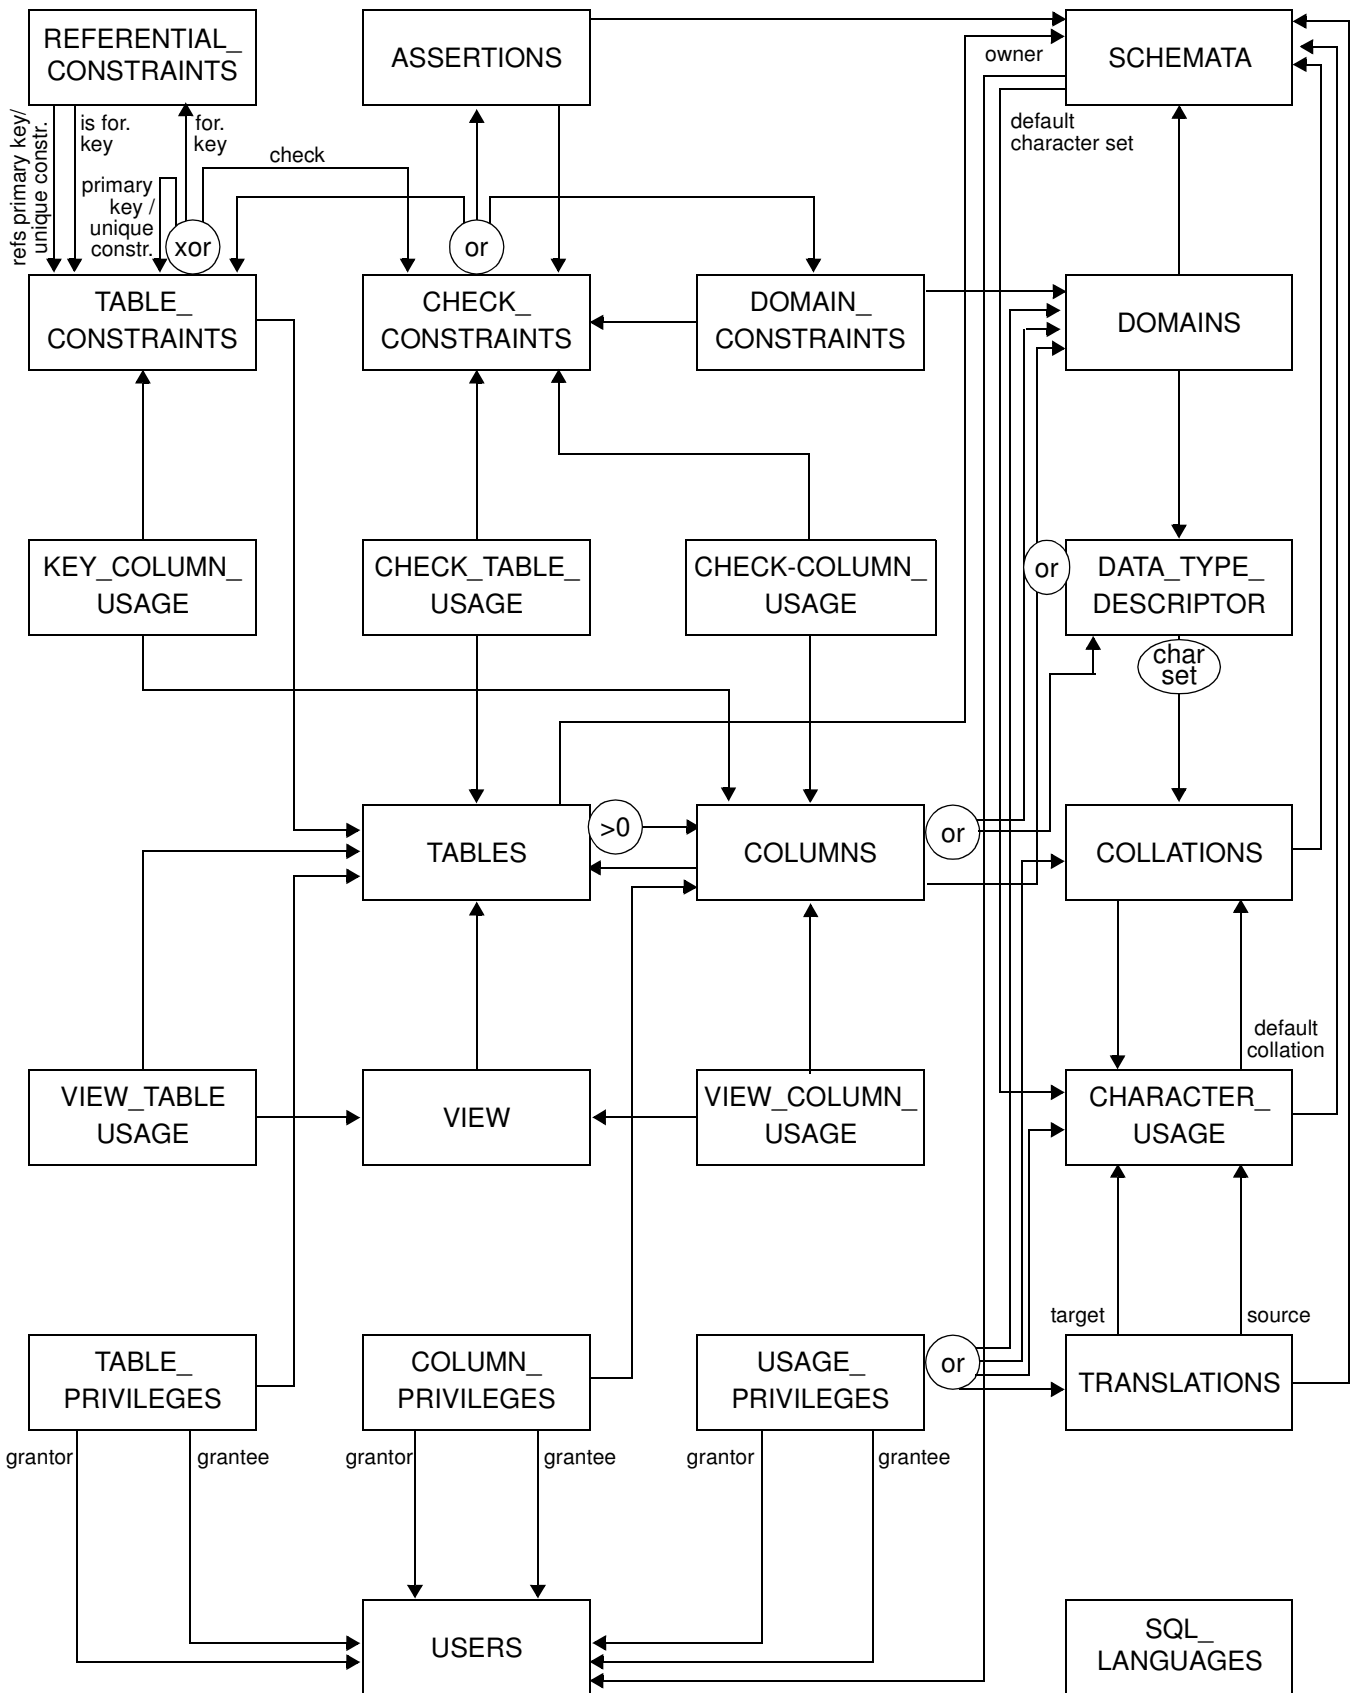 REFERENTIAL_
CONSTRAINTS
ASSERTIONS
SCHEMATA
owner
refs primary key/
unique constr.
is for.
key
for.
key
default
character set
check
primary
key /
unique
constr.
xor
or
TABLE_
CONSTRAINTS
CHECK_
CONSTRAINTS
DOMAIN_
CONSTRAINTS
DOMAINS
KEY_COLUMN_
USAGE
CHECK_TABLE_
USAGE
CHECK-COLUMN_
USAGE
or
DATA_TYPE_
DESCRIPTOR
char
set
TABLES
>0
COLUMNS
or
COLLATIONS
default
collation
VIEW_TABLE
USAGE
VIEW
VIEW_COLUMN_
USAGE
CHARACTER_
USAGE
target
source
TABLE_
PRIVILEGES
COLUMN_
PRIVILEGES
USAGE_
PRIVILEGES
or
TRANSLATIONS
grantor
grantee
grantor
grantee
grantor
grantee
USERS
SQL_
LANGUAGES